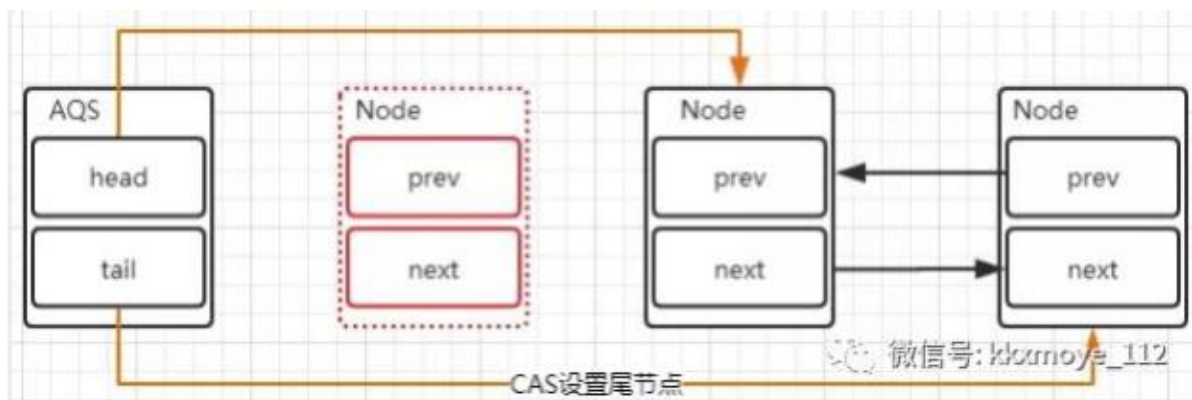 AQS
head
tail
Node
prev
next
Node
prev
next
Node
prev
next
微信号: kkxmoye_112
CAS设置尾节点